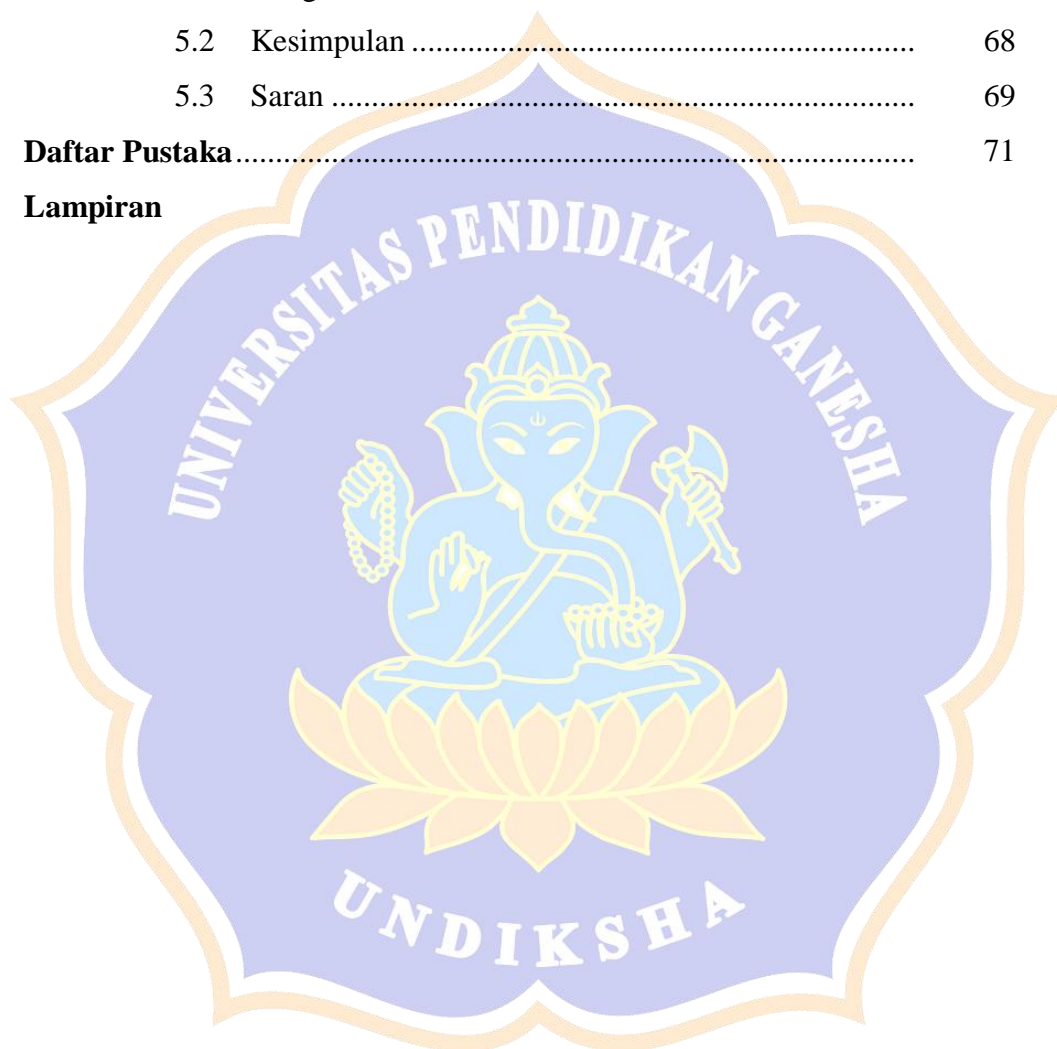 5.2 Kesimpulan ............................................................... 68
5.3 Saran ......................................................................... 69
Daftar Pustaka..................................................................................... 71
Lampiran
UNIVERSITAS PENDIDIKAN GANESHA
UNDIKSHA